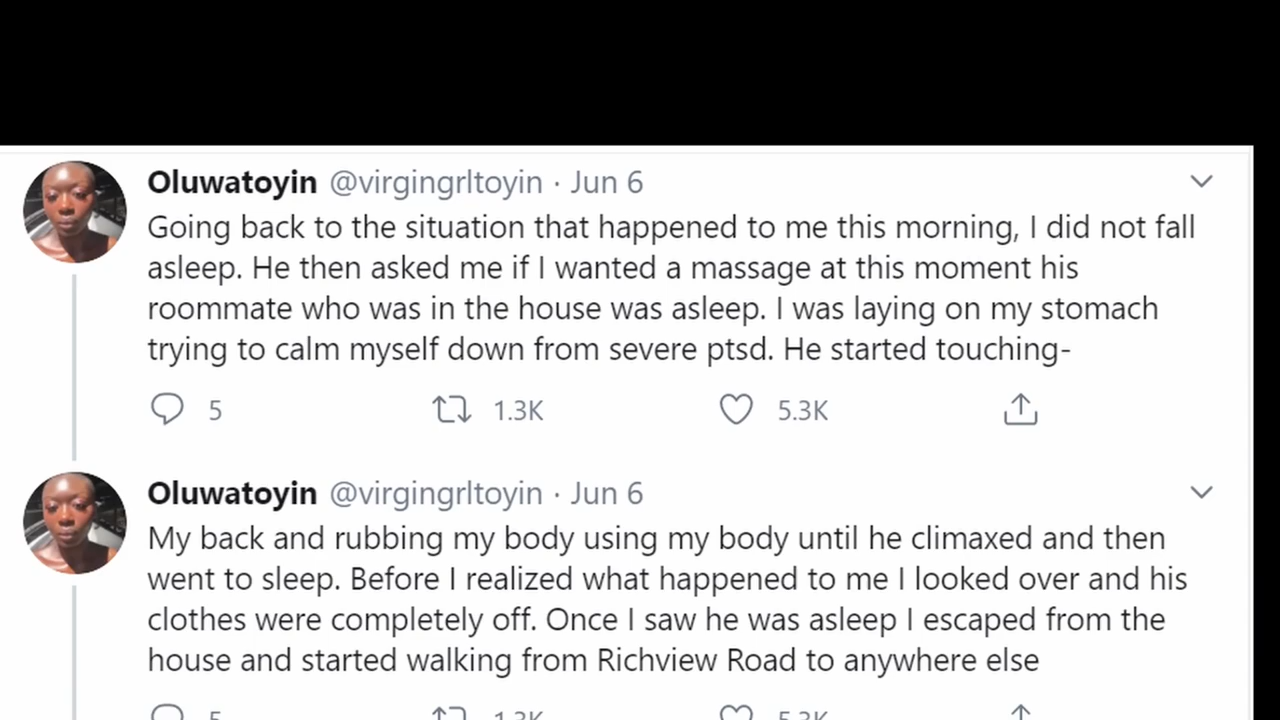 Oluwatoyin @virgingrltoyin · Jun 6
Going back to the situation that happened to me this morning, I did not fall
asleep. He then asked me if I wanted a massage at this moment his
roommate who was in the house was asleep. I was laying on my stomach
trying to calm myself down from severe ptsd. He started touching-
5 1.3K 5.3K
Oluwatoyin @virgingrltoyin · Jun 6
My back and rubbing my body using my body until he climaxed and then
went to sleep. Before I realized what happened to me I looked over and his
clothes were completely off. Once I saw he was asleep I escaped from the
house and started walking from Richview Road to anywhere else
5 1.3K 5.3K